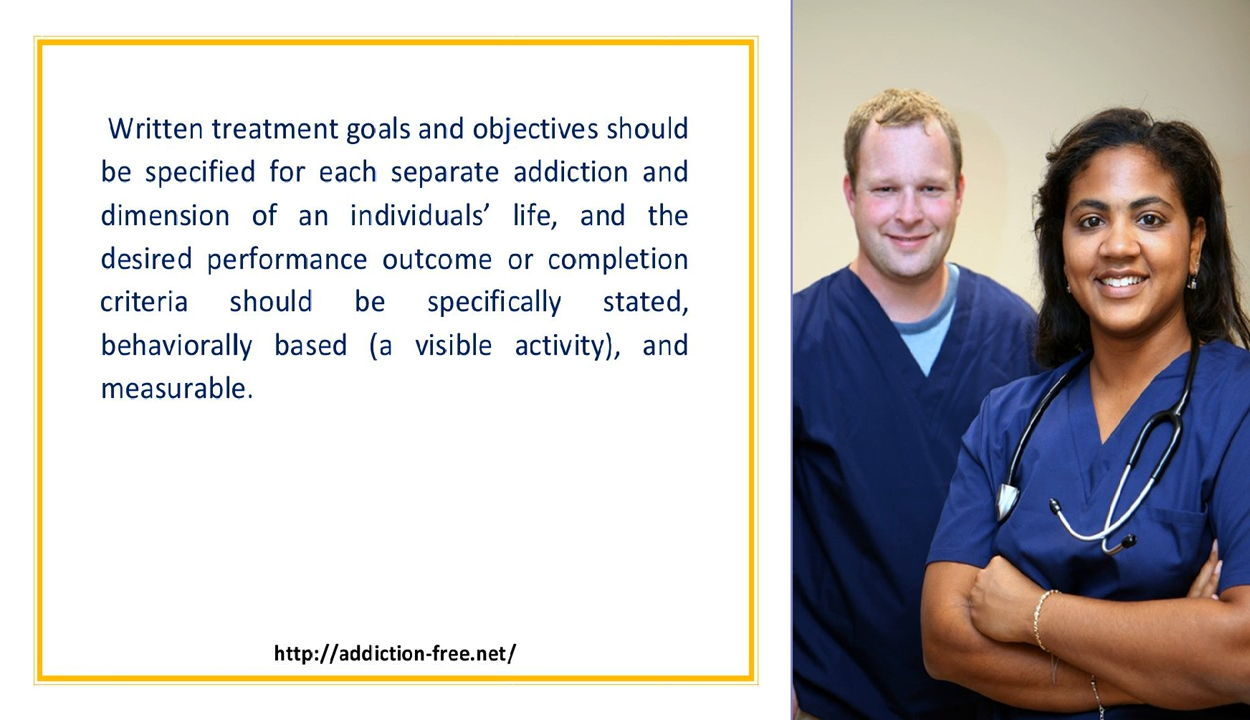 Written treatment goals and objectives should
be specified for each separate addiction and
dimension of an individuals’ life, and the
desired performance outcome or completion
criteria should be specifically stated,
behaviorally based (a visible activity), and
measurable.
http://addiction-free.net/